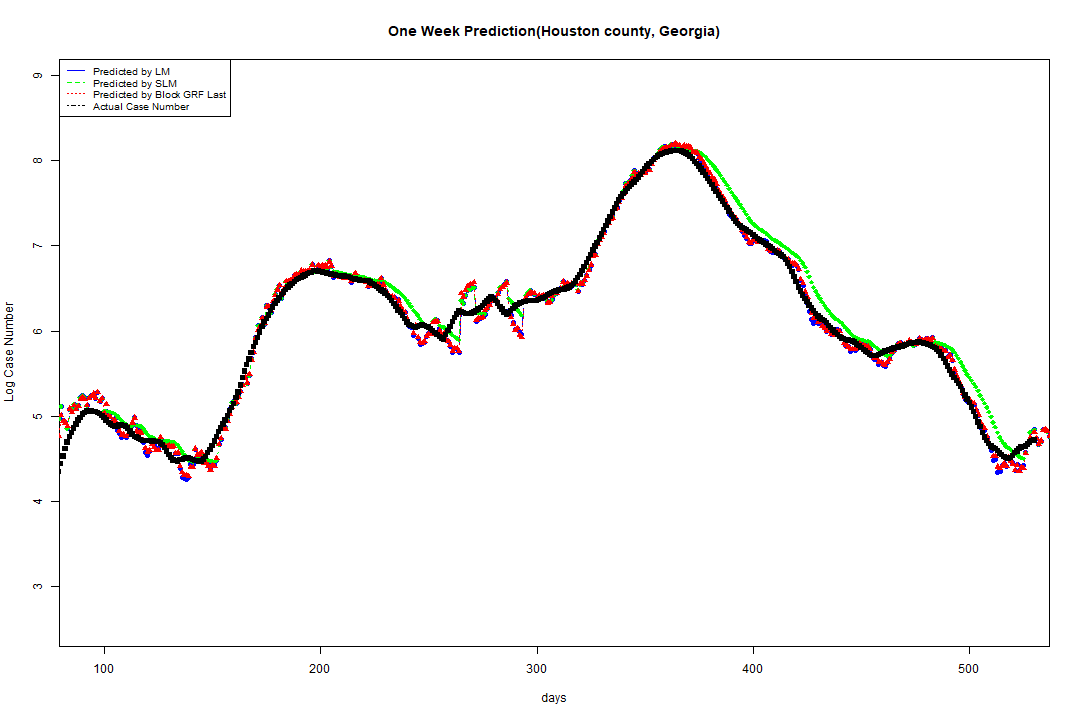 One Week Prediction(Houston county, Georgia)
Predicted by LM
Predicted by SLM
Predicted by Block GRF Last
Actual Case Number
9
8
7
6
5
4
3
Log Case Number
100 200 300 400 500
days